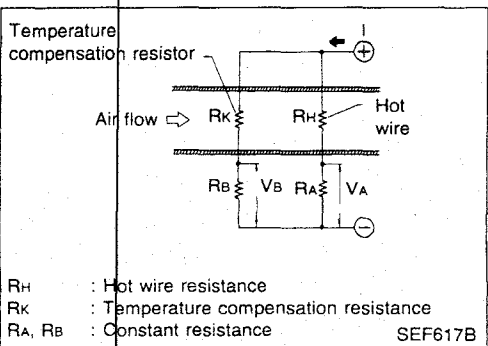 Temperature
compensation resistor
I
Air flow
RK
RH
Hot
wire
RB
VB
RA
VA
RH : Hot wire resistance
RK : Temperature compensation resistance
RA, RB : Constant resistance
SEF617B